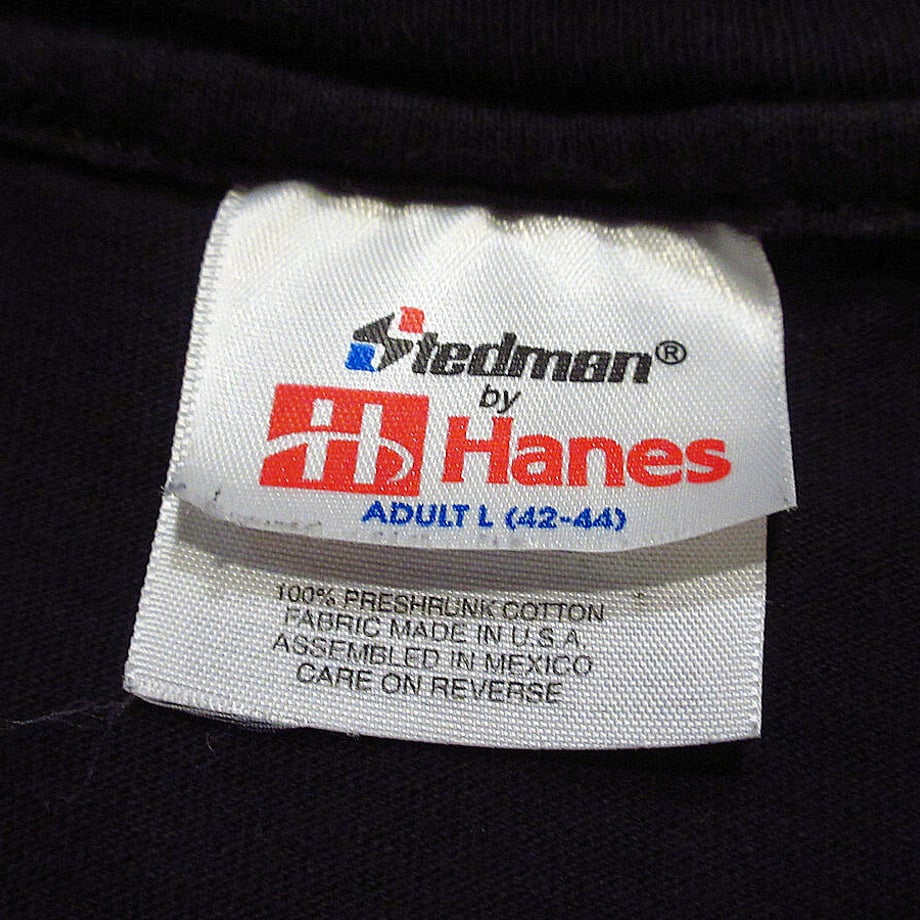 Stedman®
by
H Hanes
ADULT L (42-44)
100% PRESHRUNK COTTON
FABRIC MADE IN U.S.A.
ASSEMBLED IN MEXICO
CARE ON REVERSE